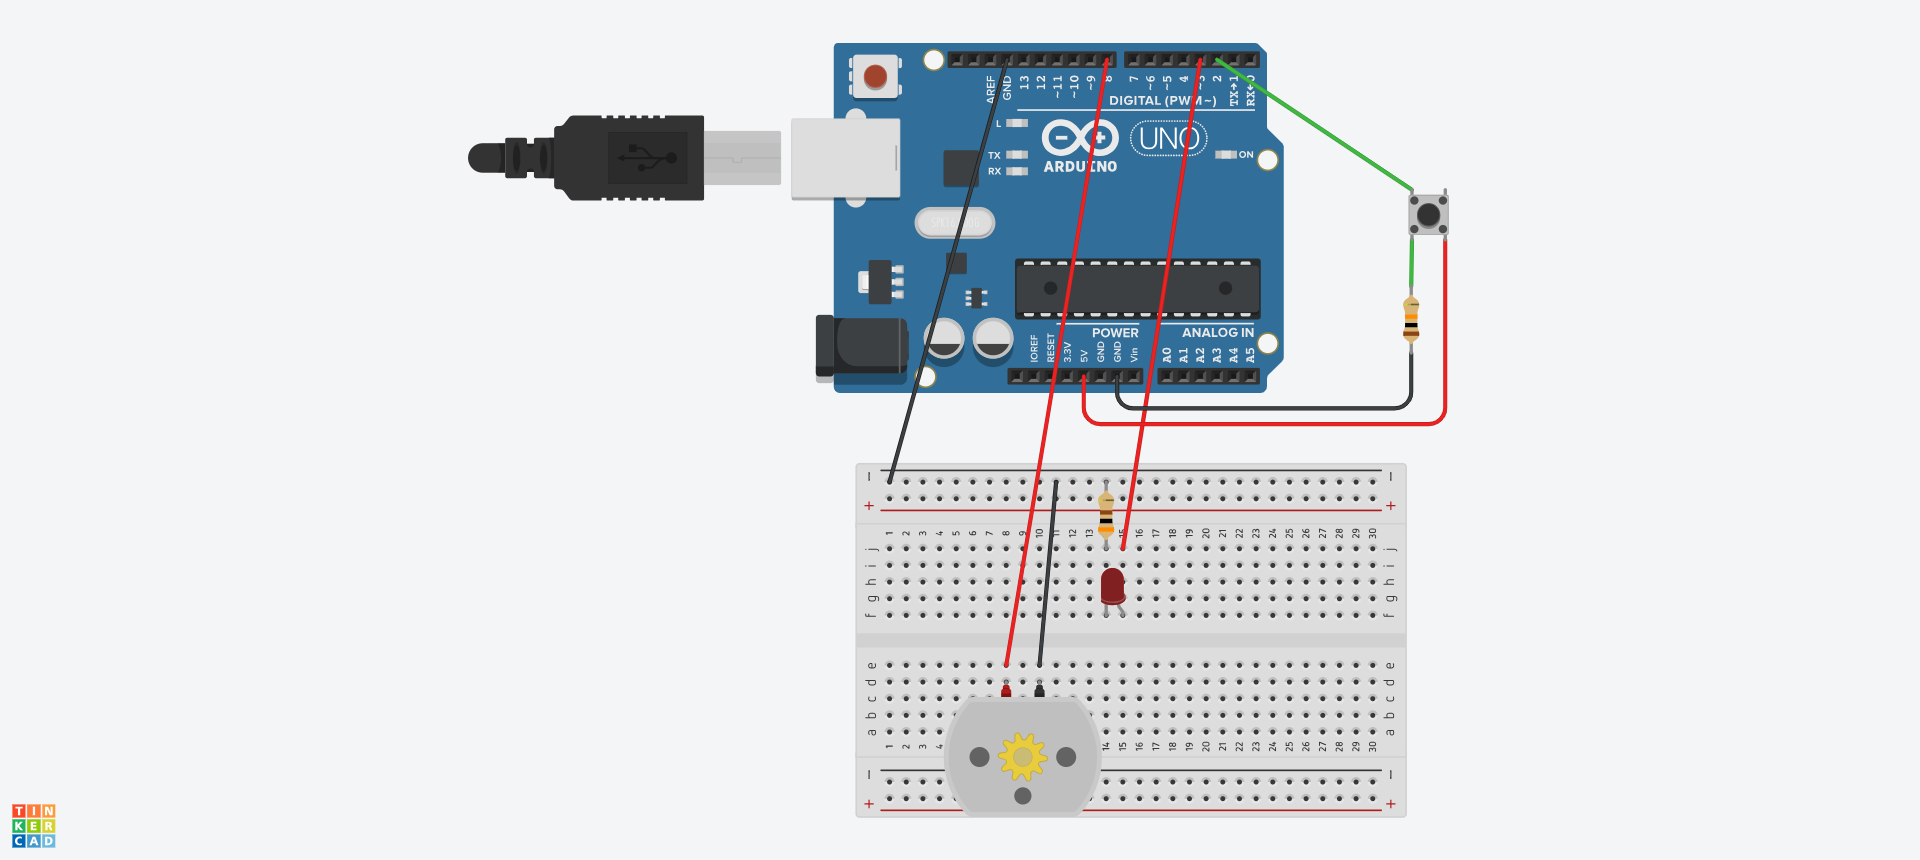 AREF
GND
13
12
~11
~10
~9
8
7
~6
~5
4
~3
2
TX→1
RX←0
DIGITAL (PWM~)
L
TX
RX
ARDUINO
UNO
ON
IOREF
RESET
3.3V
5V
GND
GND
Vin
POWER
ANALOG IN
A0
A1
A2
A3
A4
A5
1 2 3 4 5 6 7 8 9 10 11 12 13 15 16 17 18 19 20 21 22 23 24 25 26 27 28 29 30
j j
i i
h h
g g
f f
e e
d d
c c
b b
a a
1 2 3 4 14 15 16 17 18 19 20 21 22 23 24 25 26 27 28 29 30
TIN
KER
CAD